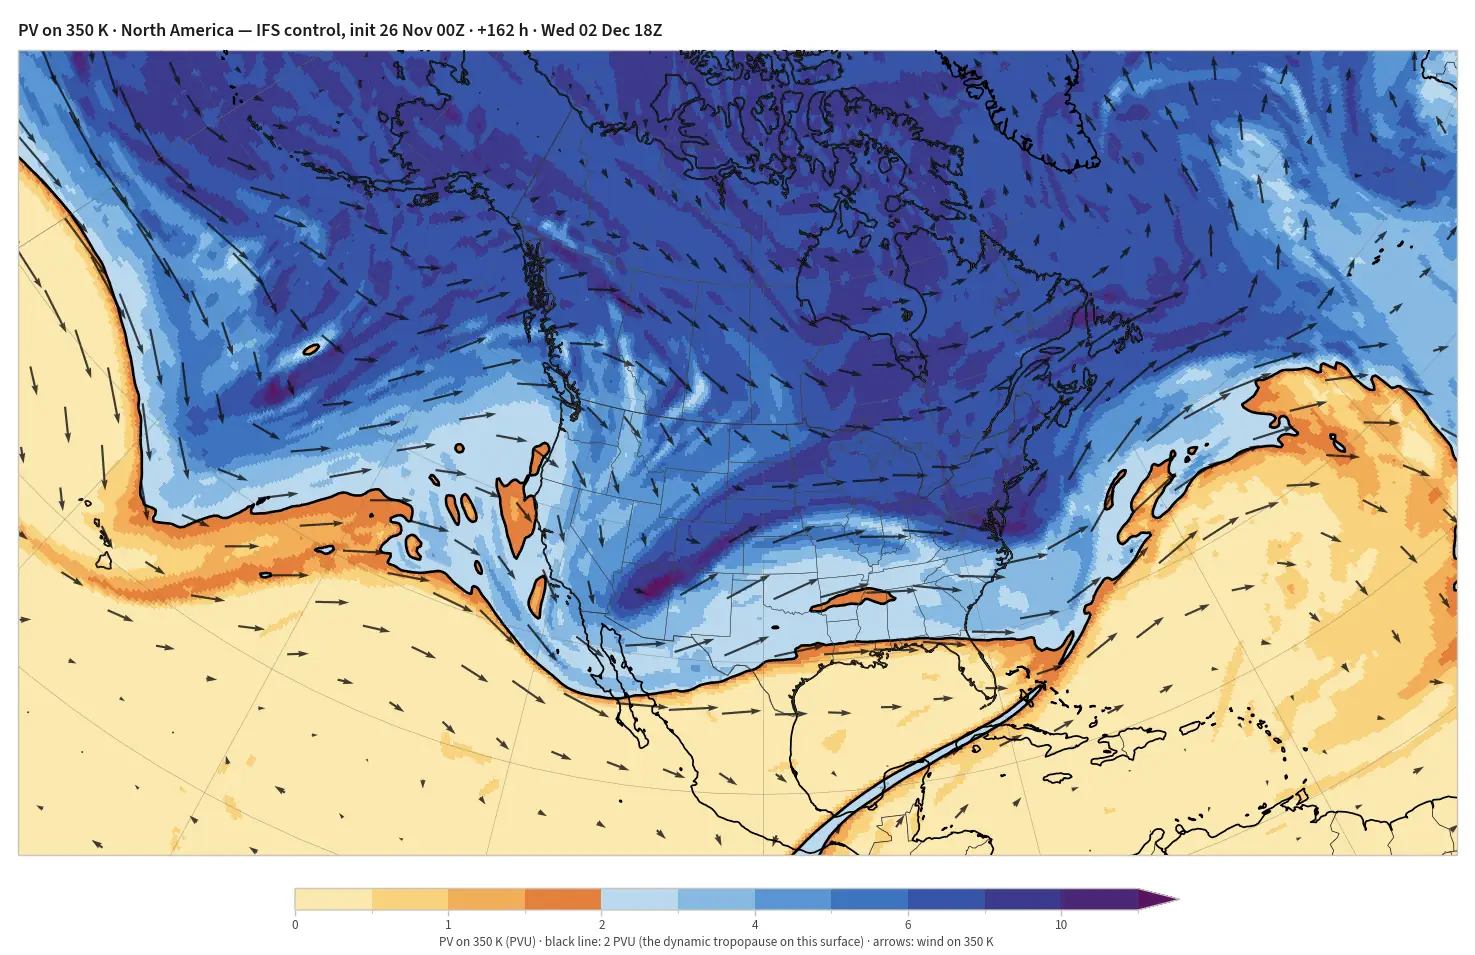 PV on 350 K · North America — IFS control, init 26 Nov 00Z · +162 h · Wed 02 Dec 18Z
0 1 2 4 6 10
PV on 350 K (PVU) · black line: 2 PVU (the dynamic tropopause on this surface) · arrows: wind on 350 K